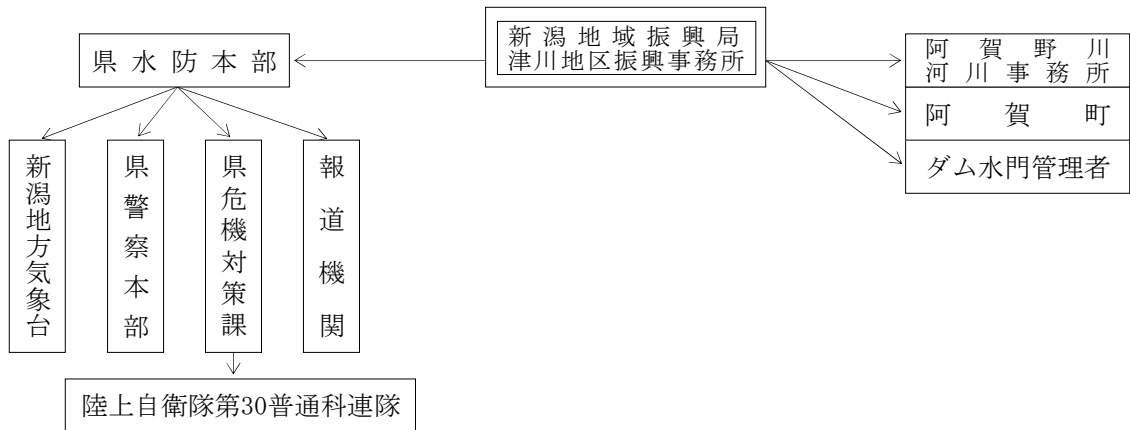 新潟地域振興局
津川地区振興事務所
県水防本部
阿賀野川
河川事務所
阿賀町
ダム水門管理者
新潟地方気象台
県警察本部
県危機対策課
報道機関
陸上自衛隊第30普通科連隊